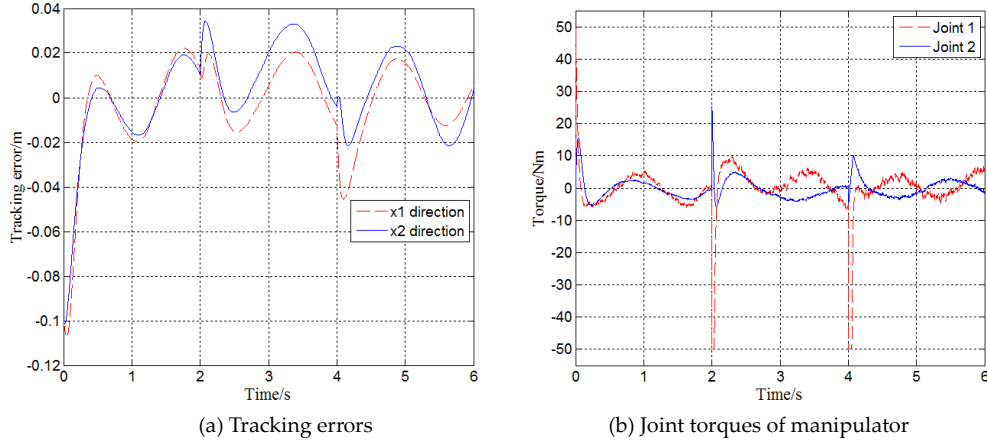 0.04
0.02
0
-0.02
-0.04
-0.06
-0.08
-0.1
-0.12
Tracking error/m
x1 direction
x2 direction
0 1 2 3 4 5 6
Time/s
(a) Tracking errors
50
40
30
20
10
0
-10
-20
-30
-40
-50
Torque/Nm
Joint 1
Joint 2
0 1 2 3 4 5 6
Time/s
(b) Joint torques of manipulator